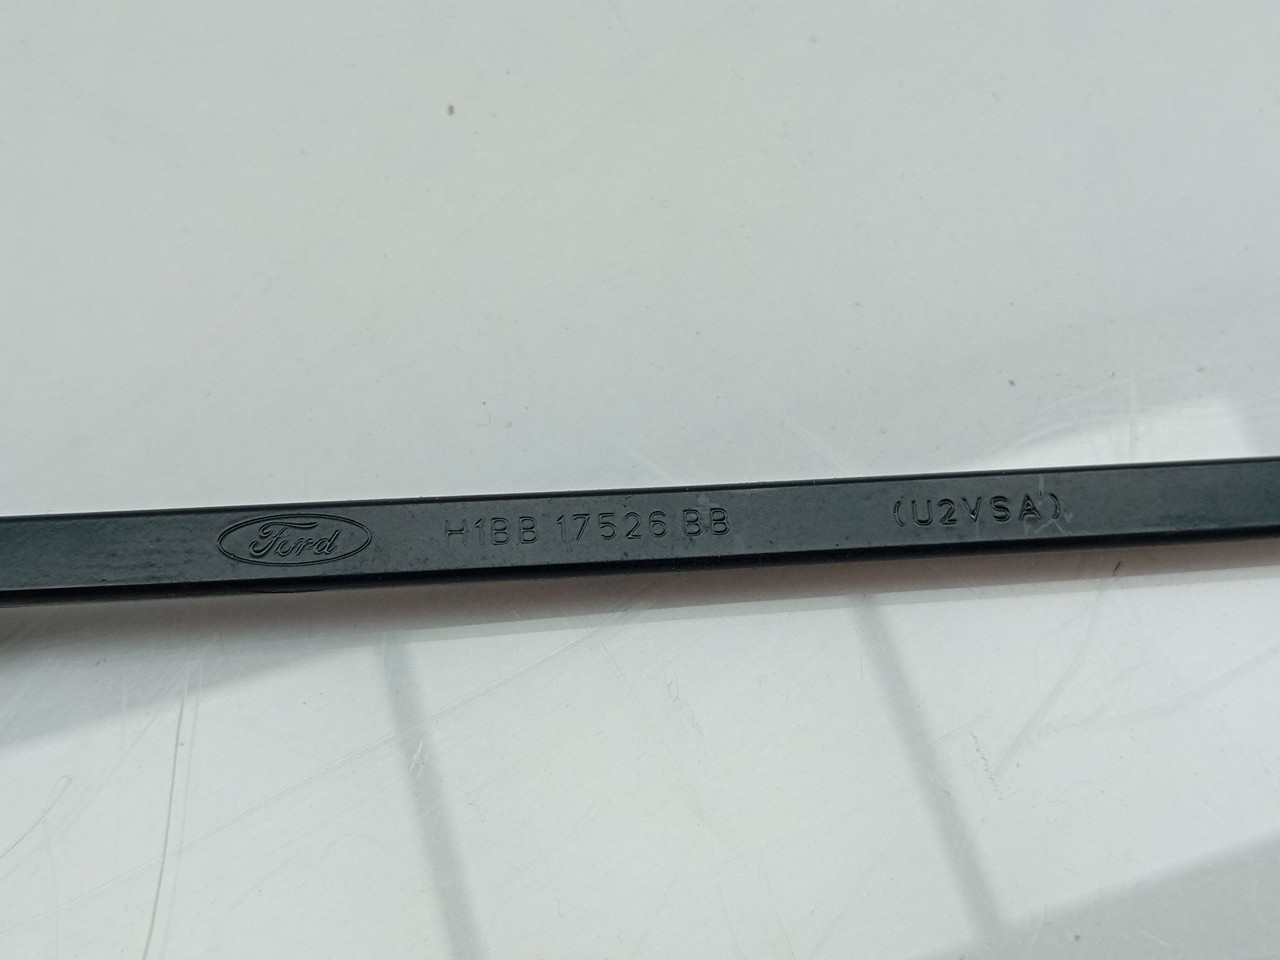 Ford H1BB 17526 BB (U2VSA)